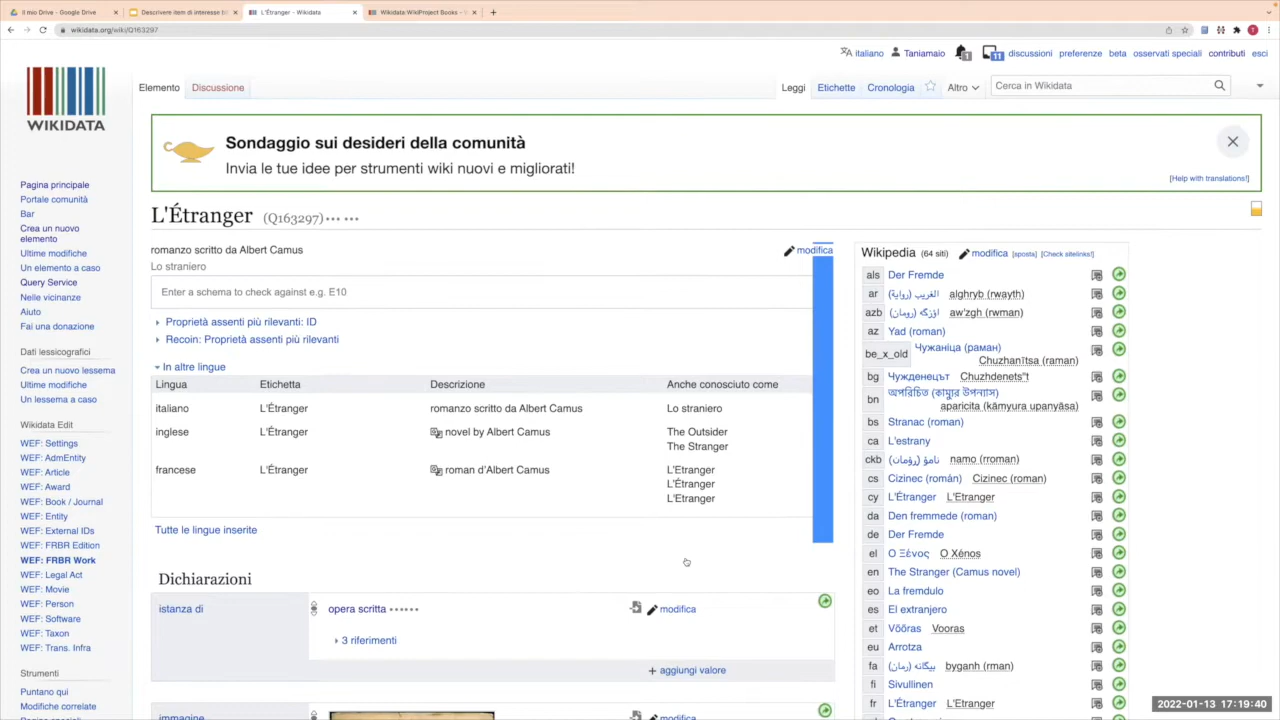 Il mio Drive - Google Drive
Descrivere item di interesse bi
L'Étranger - Wikidata
Wikidata:WikiProject Books -
wikidata.org/wiki/Q163297
italiano Taniamaio 1 11 discussioni preferenze beta osservati speciali contributi esci
WIKIDATA
Elemento Discussione Leggi Etichette Cronologia Altro Cerca in Wikidata
Sondaggio sui desideri della comunità
Invia le tue idee per strumenti wiki nuovi e migliorati!
[Help with translations!]
Pagina principale
Portale comunità
Bar
Crea un nuovo
elemento
Ultime modifiche
Un elemento a caso
Query Service
Nelle vicinanze
Aiuto
Fai una donazione
Dati lessicografici
Crea un nuovo lessema
Ultime modifiche
Un lessema a caso
Wikidata Edit
WEF: Settings
WEF: AdmEntity
WEF: Article
WEF: Award
WEF: Book / Journal
WEF: Entity
WEF: External IDs
WEF: FRBR Edition
WEF: FRBR Work
WEF: Legal Act
WEF: Movie
WEF: Person
WEF: Software
WEF: Taxon
WEF: Trans. Infra
Strumenti
Puntano qui
Modifiche correlate
L'Étranger (Q163297)
romanzo scritto da Albert Camus
modifica
Lo straniero
Enter a schema to check against e.g. E10
Proprietà assenti più rilevanti: ID
Recoin: Proprietà assenti più rilevanti
In altre lingue
Lingua Etichetta Descrizione Anche conosciuto come
italiano L'Étranger romanzo scritto da Albert Camus Lo straniero
inglese L'Étranger novel by Albert Camus The Outsider
The Stranger
francese L'Étranger roman d'Albert Camus L'Etranger
L'Étranger
L'Etranger
Tutte le lingue inserite
Dichiarazioni
istanza di opera scritta modifica
3 riferimenti
+ aggiungi valore
immagine modifica
Wikipedia (64 siti) modifica [sposta] [Check sitelinks!]
als Der Fremde
ar الغريب (رواية) alghryb (rwayth)
azb اؤزگه (رومان) aw'zgh (rwman)
az Yad (roman)
be_x_old Чужаніца (раман)
Chuzhanītsa (raman)
bg Чужденецът Chuzhdenets"t
bn অপরিচিত (কাম্যুর উপন্যাস)
aparicita (kāmyura upanyāsa)
bs Stranac (roman)
ca L'estrany
ckb نامۆ (ڕۆمان) namo (rroman)
cs Cizinec (román) Cizinec (roman)
cy L'Étranger L'Etranger
da Den fremmede (roman)
de Der Fremde
el Ο Ξένος O Xénos
en The Stranger (Camus novel)
eo La fremdulo
es El extranjero
et Võõras Vooras
eu Arrotza
fa بیگانه (رمان) byganh (rman)
fi Sivullinen
fr L'Étranger L'Etranger
2022-01-13 17:19:40